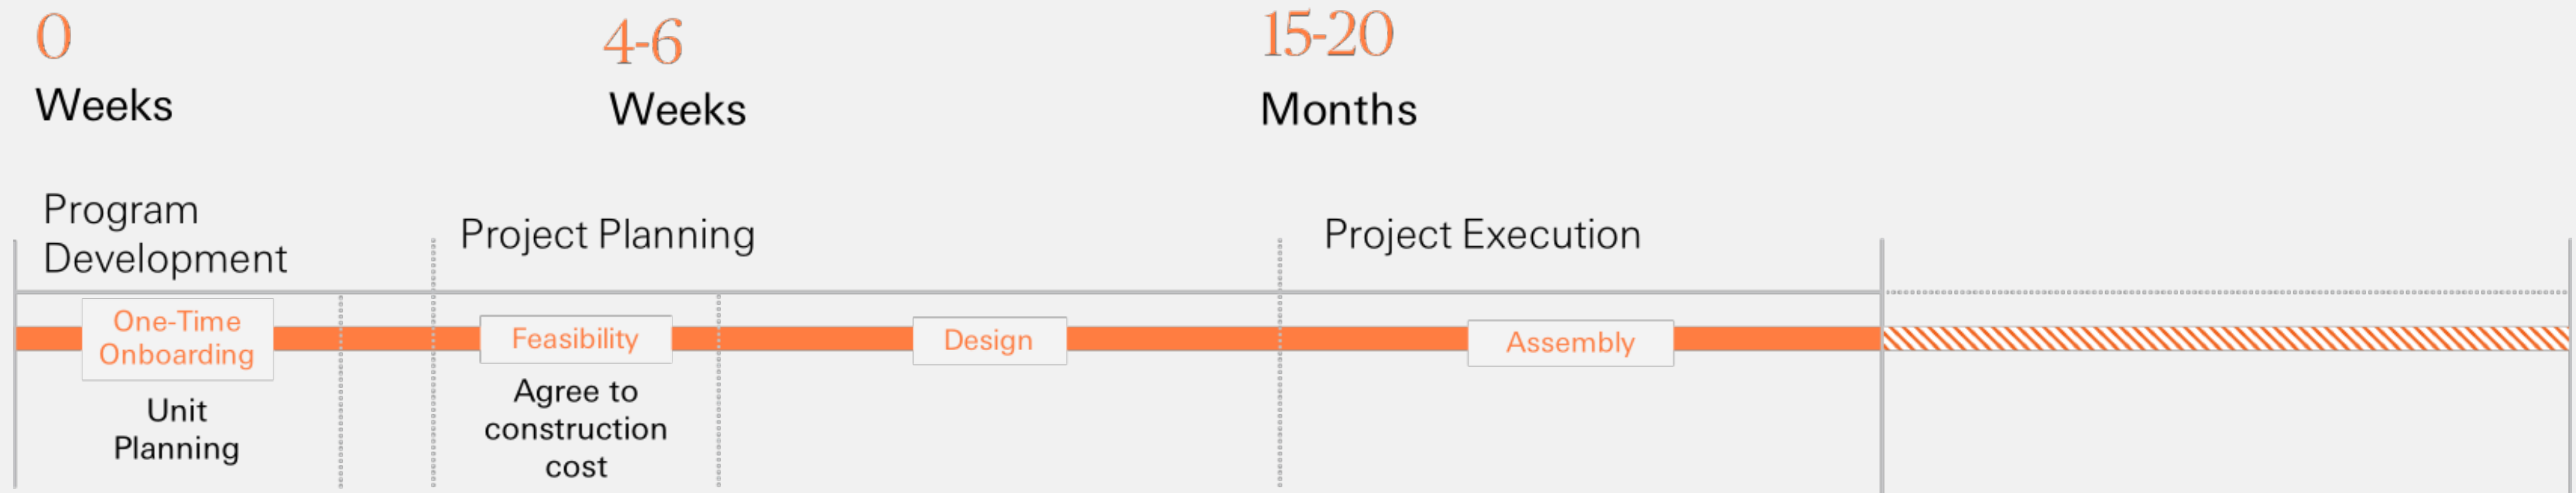 0
Weeks
4-6
Weeks
15-20
Months
Program
Development
Project Planning
Project Execution
One-Time
Onboarding
Unit
Planning
Feasibility
Agree to
construction
cost
Design
Assembly